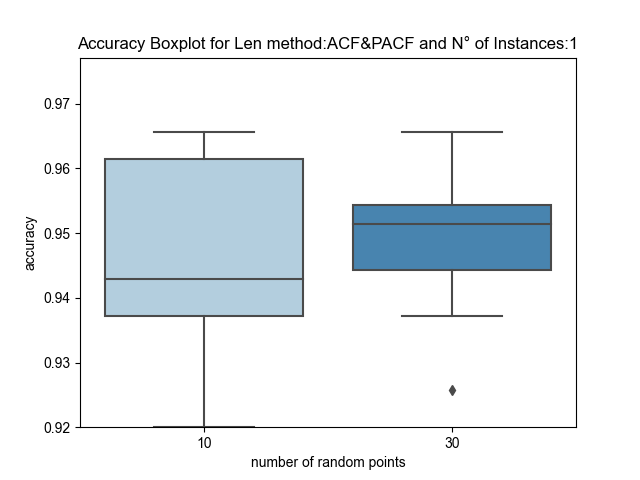 Accuracy Boxplot for Len method:ACF&PACF and N° of Instances:1
0.97
0.96
0.95
0.94
0.93
0.92
accuracy
10 30
number of random points